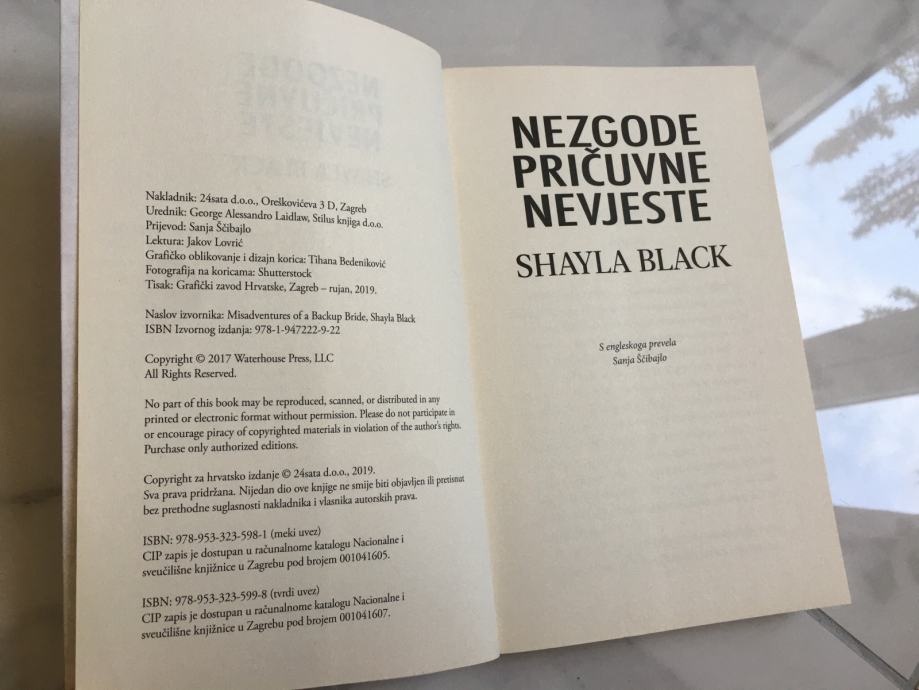 Nakladnik: 24sata d.o.o., Oreškovićeva 3 D, Zagreb
Urednik: George Alessandro Laidlaw, Stilus knjiga d.o.o.
Prijevod: Sanja Ščibajlo
Lektura: Jakov Lovrić
Grafičko oblikovanje i dizajn korica: Tihana Bedeniković
Fotografija na koricama: Shutterstock
Tisak: Grafički zavod Hrvatske, Zagreb – rujan, 2019.
Naslov izvornika: Misadventures of a Backup Bride, Shayla Black
ISBN Izvornog izdanja: 978-1-947222-9-22
Copyright © 2017 Waterhouse Press, LLC
All Rights Reserved.
No part of this book may be reproduced, scanned, or distributed in any
printed or electronic format without permission. Please do not participate in
or encourage piracy of copyrighted materials in violation of the author's rights.
Purchase only authorized editions.
Copyright za hrvatsko izdanje © 24sata d.o.o., 2019.
Sva prava pridržana. Nijedan dio ove knjige ne smije biti objavljen ili pretisnut
bez prethodne suglasnosti nakladnika i vlasnika autorskih prava.
ISBN: 978-953-323-598-1 (meki uvez)
CIP zapis je dostupan u računalnome katalogu Nacionalne i
sveučilišne knjižnice u Zagrebu pod brojem 001041605.
ISBN: 978-953-323-599-8 (tvrdi uvez)
CIP zapis je dostupan u računalnome katalogu Nacionalne i
sveučilišne knjižnice u Zagrebu pod brojem 001041607.
NEZGODE
PRIČUVNE
NEVJESTE
SHAYLA BLACK
S engleskoga prevela
Sanja Ščibajlo